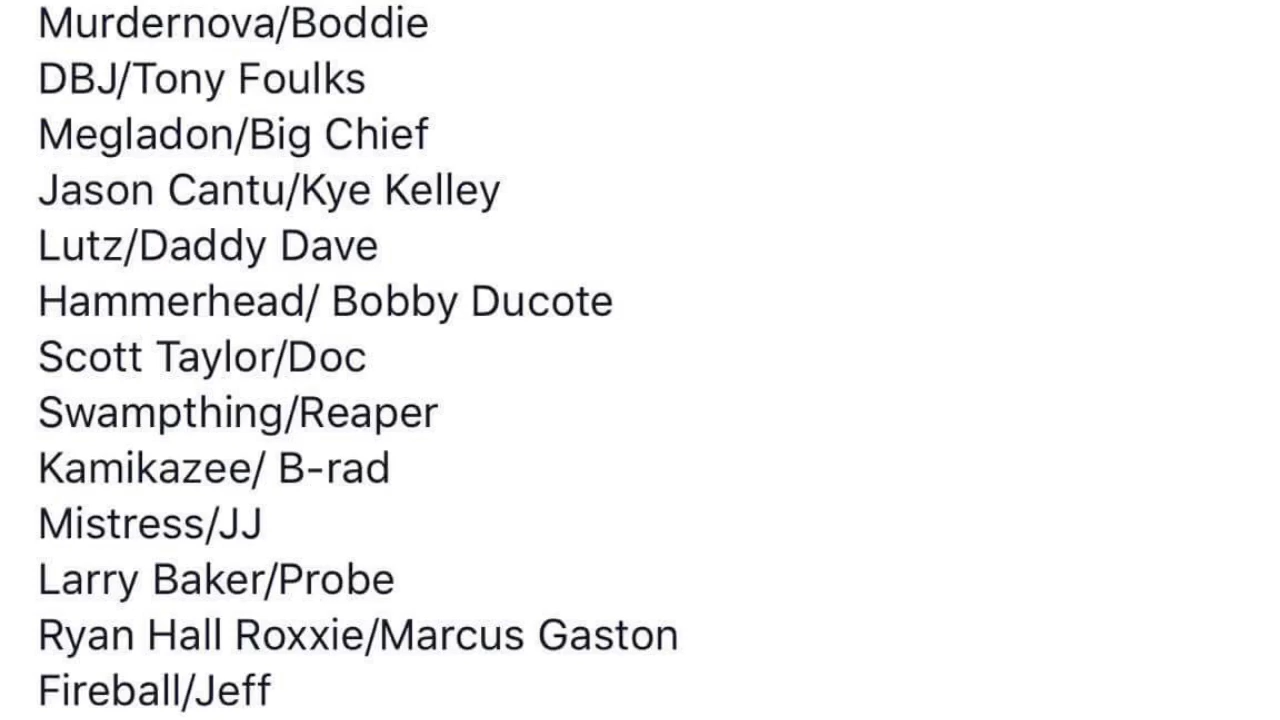 Murdernova/Boddie
DBJ/Tony Foulks
Megladon/Big Chief
Jason Cantu/Kye Kelley
Lutz/Daddy Dave
Hammerhead/ Bobby Ducote
Scott Taylor/Doc
Swampthing/Reaper
Kamikazee/ B-rad
Mistress/JJ
Larry Baker/Probe
Ryan Hall Roxxie/Marcus Gaston
Fireball/Jeff